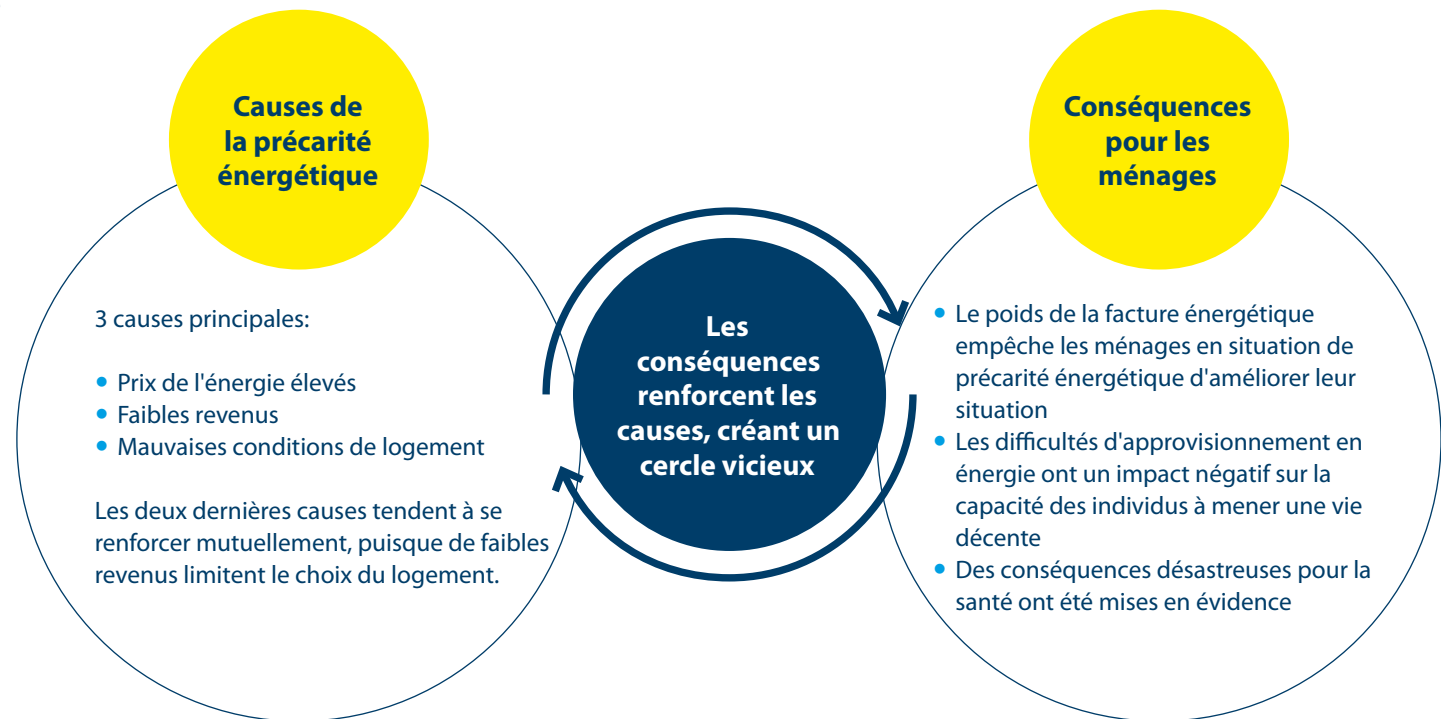 Causes de
la précarité
énergétique
3 causes principales:
• Prix de l'énergie élevés
• Faibles revenus
• Mauvaises conditions de logement
Les deux dernières causes tendent à se
renforcer mutuellement, puisque de faibles
revenus limitent le choix du logement.
Les
conséquences
renforcent les
causes, créant un
cercle vicieux
Conséquences
pour les
ménages
• Le poids de la facture énergétique
empêche les ménages en situation de
précarité énergétique d'améliorer leur
situation
• Les difficultés d'approvisionnement en
énergie ont un impact négatif sur la
capacité des individus à mener une vie
décente
• Des conséquences désastreuses pour la
santé ont été mises en évidence